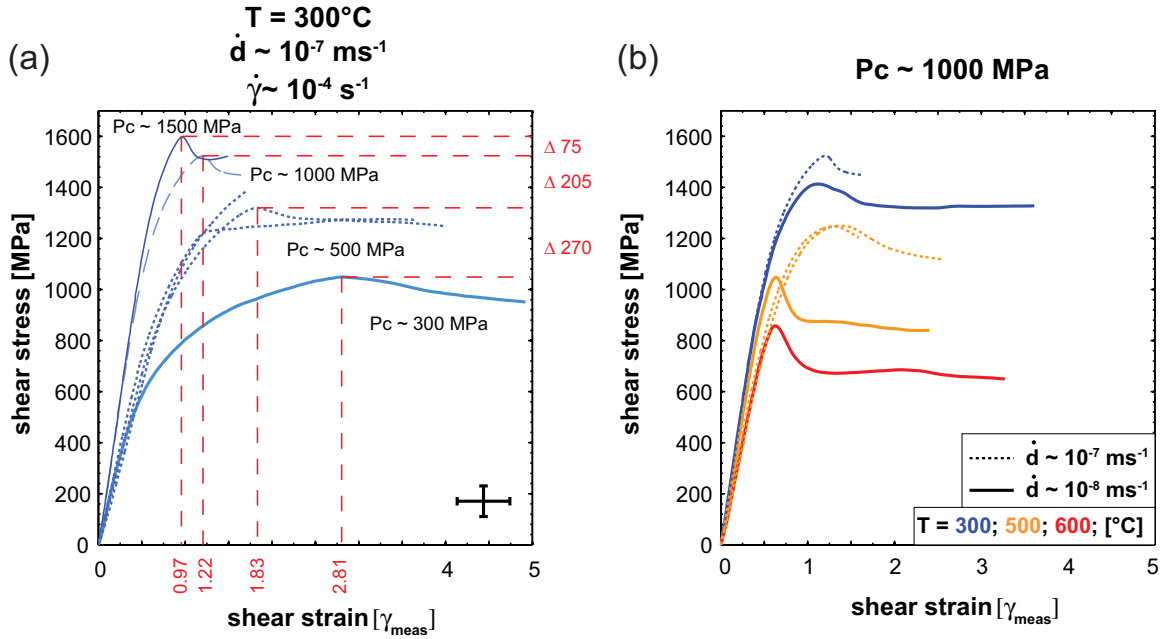 (a)
T = 300°C
ḋ ~ 10⁻⁷ ms⁻¹
γ̇ ~ 10⁻⁴ s⁻¹
shear stress [MPa]
1600
1400
1200
1000
800
600
400
200
0
Pc ~ 1500 MPa
Pc ~ 1000 MPa
Pc ~ 500 MPa
Pc ~ 300 MPa
Δ 75
Δ 205
Δ 270
0 0.97 1.22 1.83 2.81 4 5
shear strain [γmeas]
(b)
Pc ~ 1000 MPa
shear stress [MPa]
1600
1400
1200
1000
800
600
400
200
0
ḋ ~ 10⁻⁷ ms⁻¹
ḋ ~ 10⁻⁸ ms⁻¹
T = 300; 500; 600; [°C]
0 1 2 3 4 5
shear strain [γmeas]